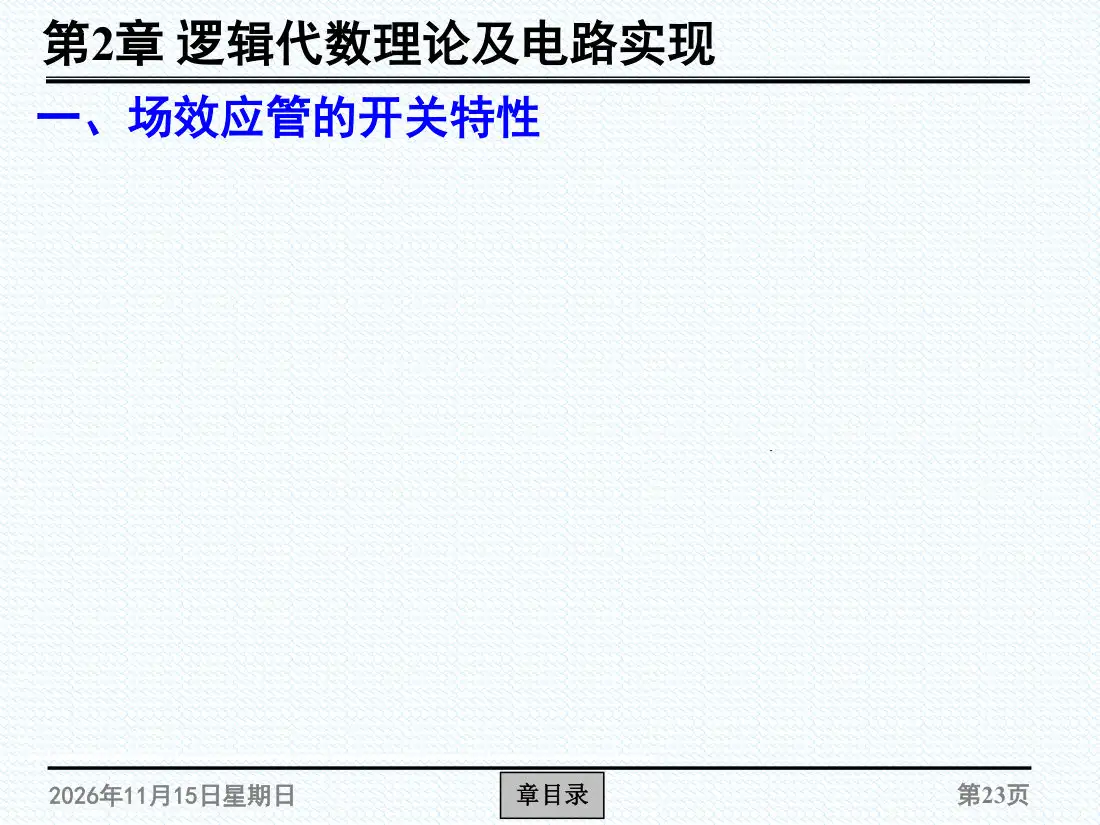 第2章 逻辑代数理论及电路实现
一、场效应管的开关特性
2026年11月15日星期日
章目录
第23页